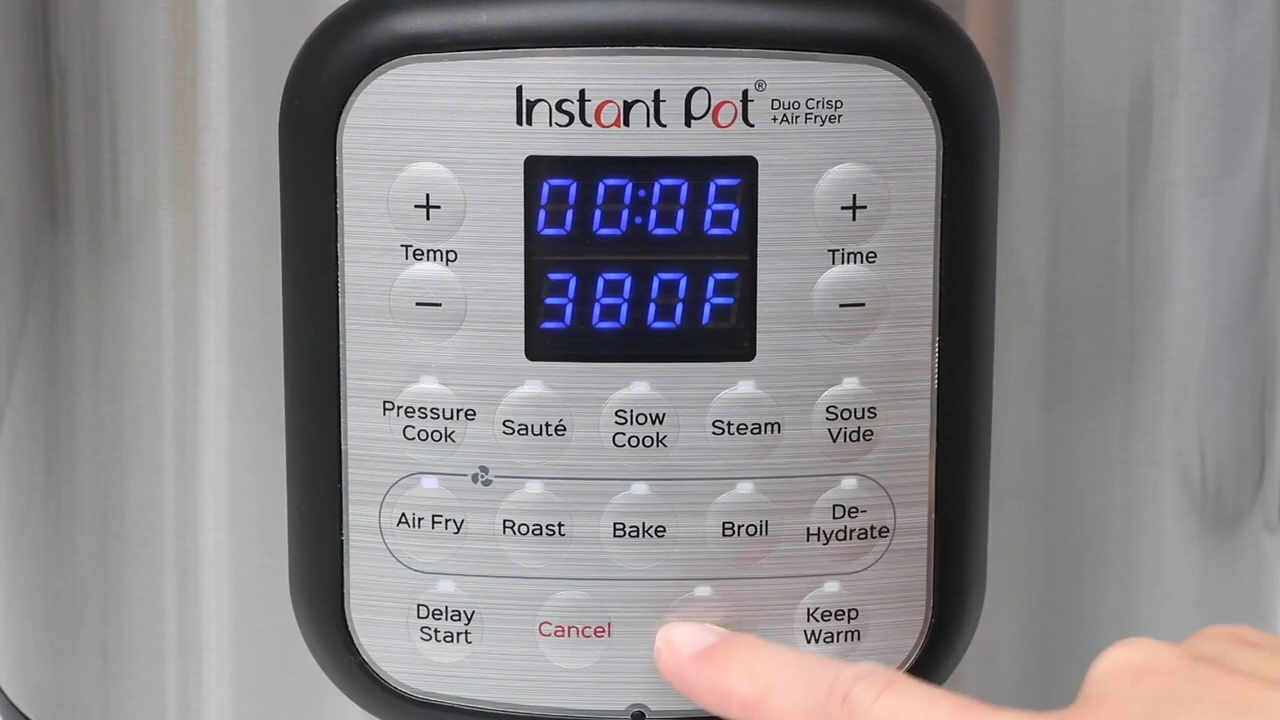 Instant Pot®
Duo Crisp
+Air Fryer
00:06
380F
+
+
Temp
Time
−
−
Pressure
Cook
Sauté
Slow
Cook
Steam
Sous
Vide
Air Fry
Roast
Bake
Broil
De-
Hydrate
Delay
Start
Cancel
Keep
Warm